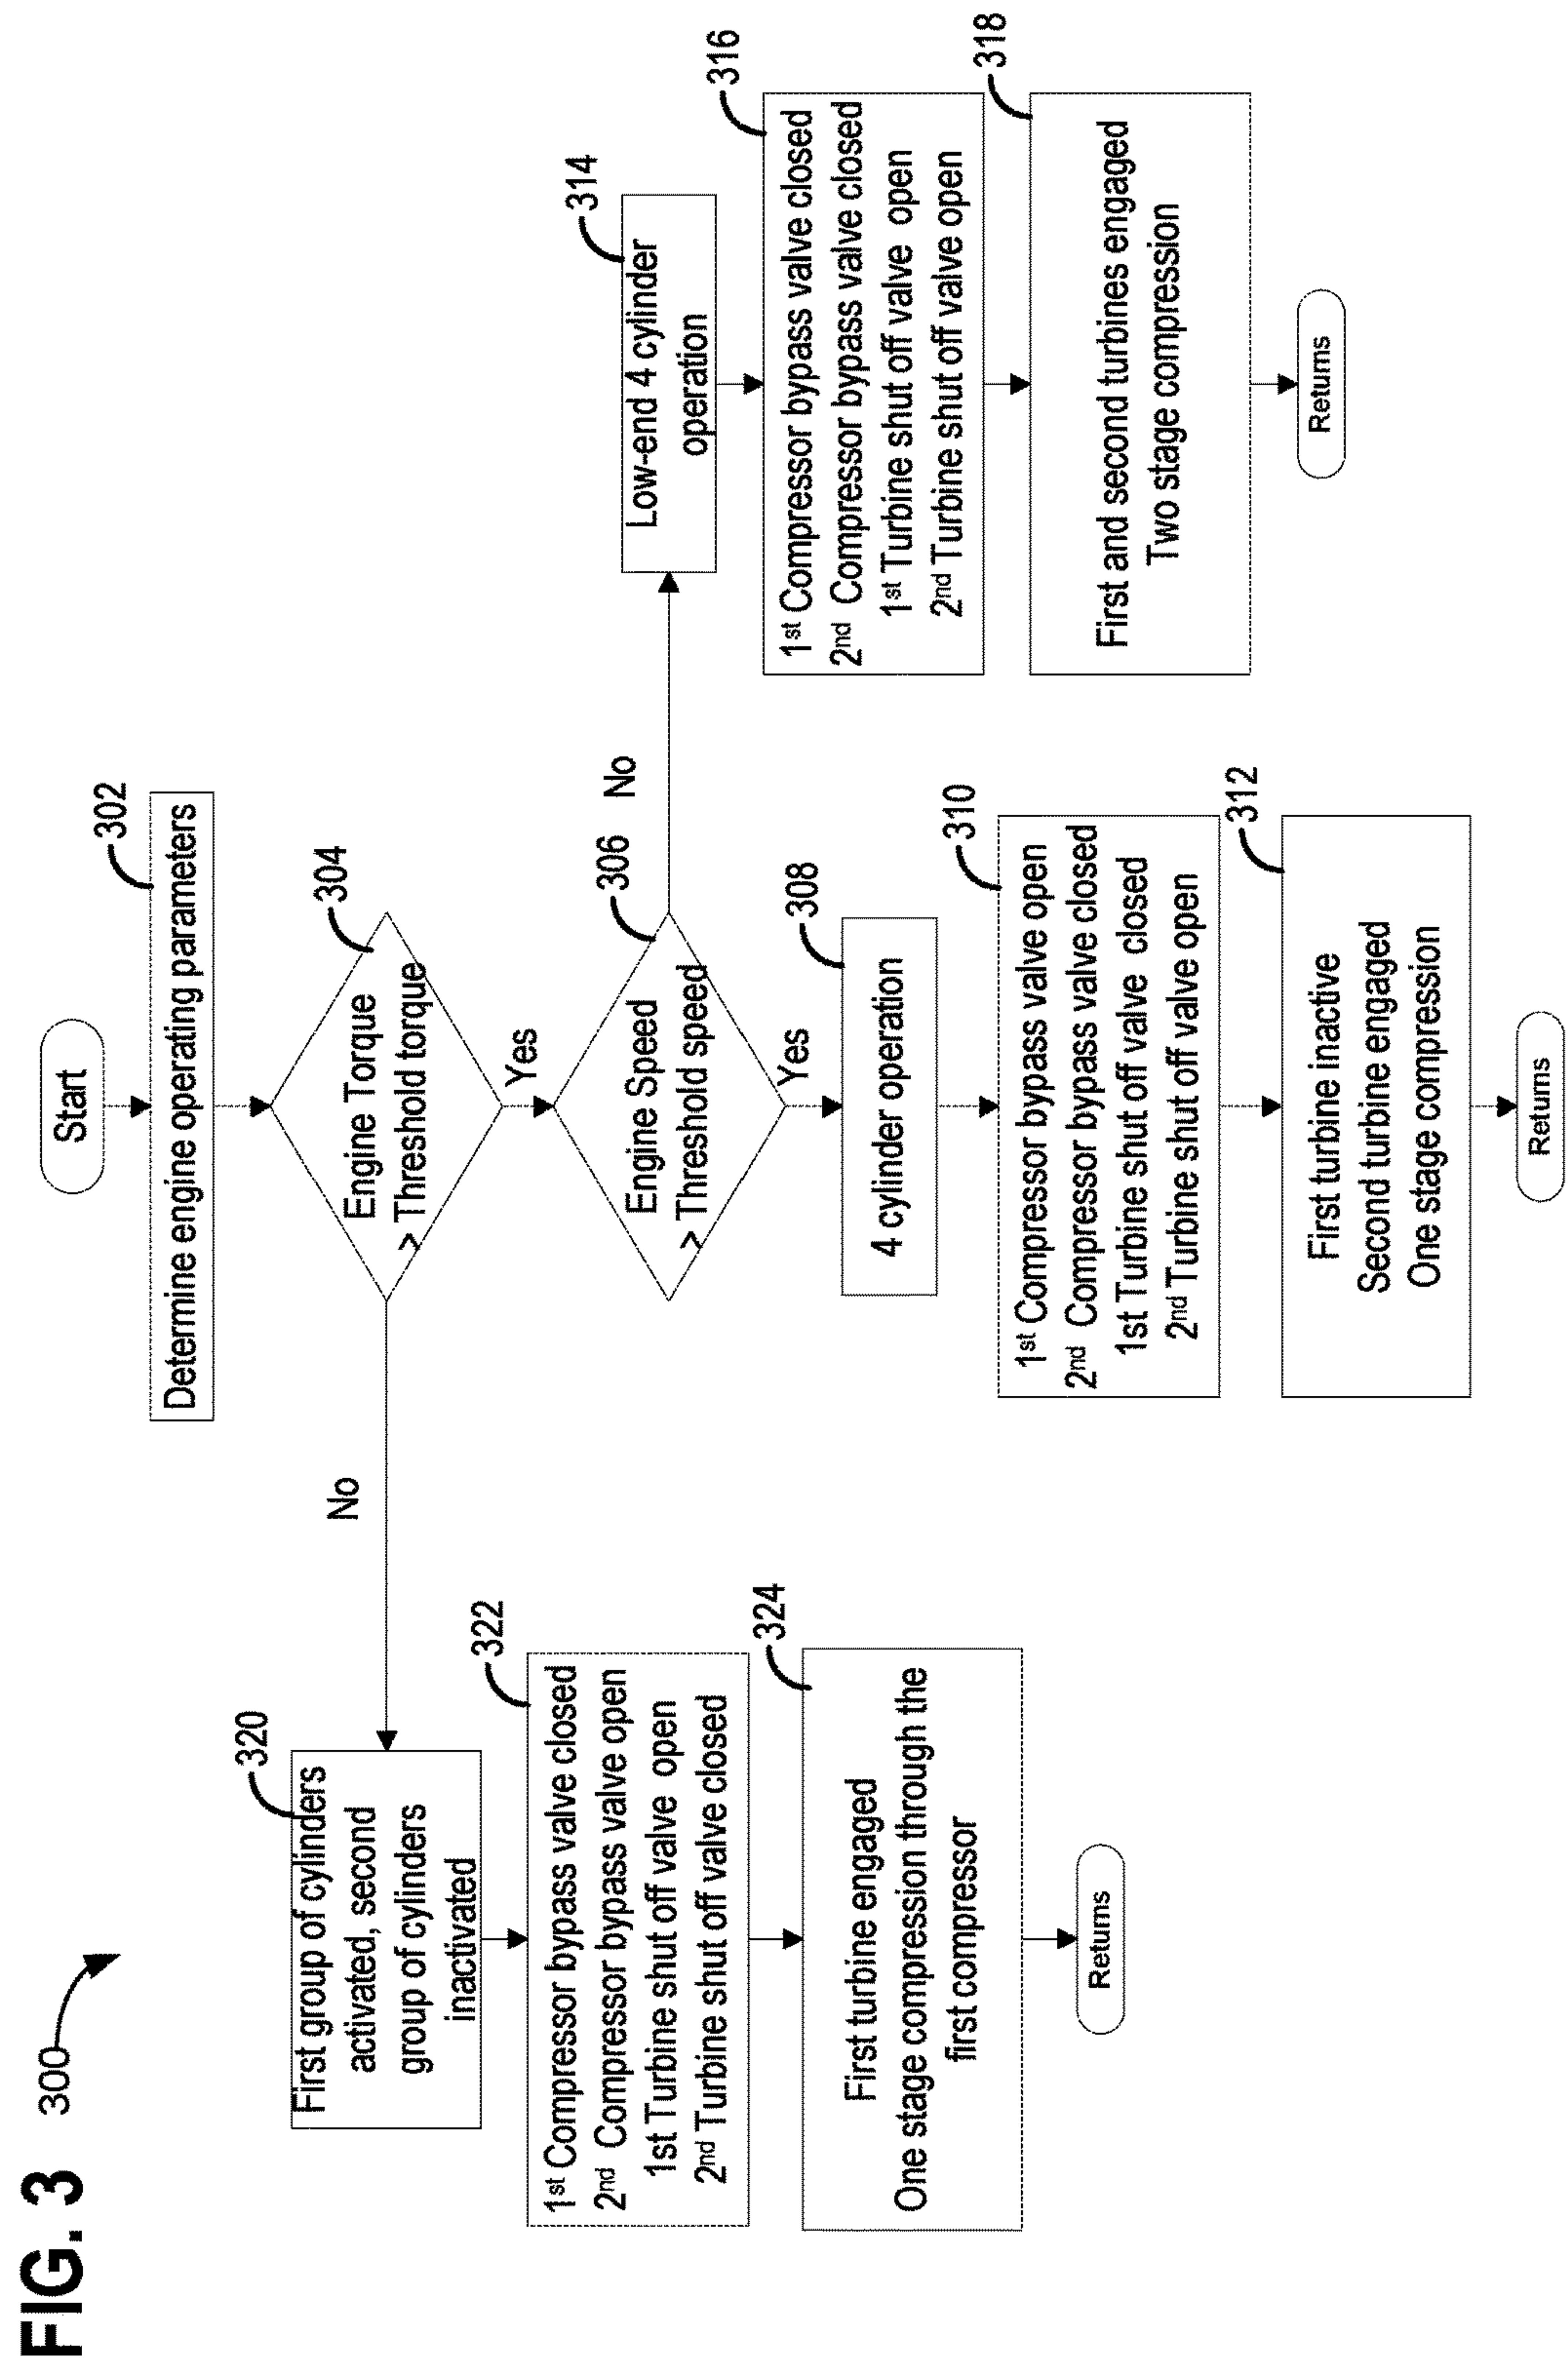 FIG. 3
300
Start
302
Determine engine operating parameters
304
Engine Torque
> Threshold torque
No
Yes
306
Engine Speed
> Threshold speed
No
Yes
308
4 cylinder operation
310
1st Compressor bypass valve open
2nd Compressor bypass valve closed
1st Turbine shut off valve closed
2nd Turbine shut off valve open
312
First turbine inactive
Second turbine engaged
One stage compression
Returns
314
Low-end 4 cylinder
operation
316
1st Compressor bypass valve closed
2nd Compressor bypass valve closed
1st Turbine shut off valve open
2nd Turbine shut off valve open
318
First and second turbines engaged
Two stage compression
Returns
320
First group of cylinders
activated, second
group of cylinders
inactivated
322
1st Compressor bypass valve closed
2nd Compressor bypass valve open
1st Turbine shut off valve open
2nd Turbine shut off valve closed
324
First turbine engaged
One stage compression through the
first compressor
Returns